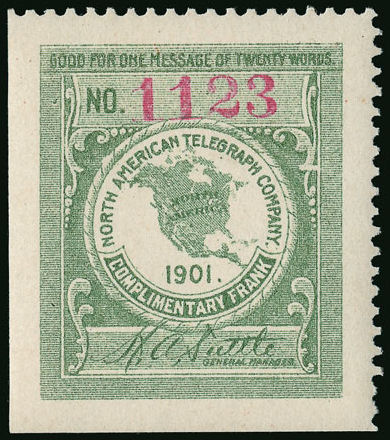 GOOD FOR ONE MESSAGE OF TWENTY WORDS.
NO. 1123
NORTH AMERICAN TELEGRAPH COMPANY.
NORTH
AMERICA
1901.
COMPLIMENTARY FRANK
GENERAL MANAGER